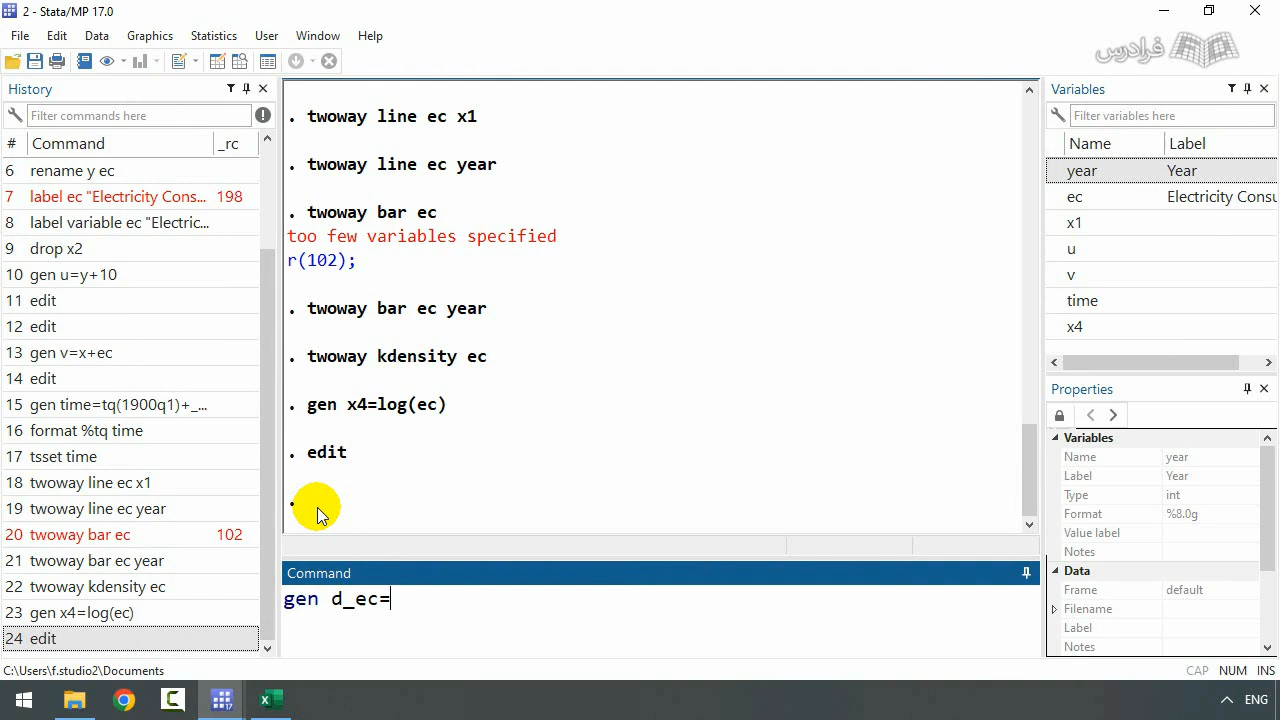 2 - Stata/MP 17.0
File Edit Data Graphics Statistics User Window Help
فرادرس
History
Filter commands here
# Command _rc
6 rename y ec
7 label ec "Electricity Cons... 198
8 label variable ec "Electric...
9 drop x2
10 gen u=y+10
11 edit
12 edit
13 gen v=x+ec
14 edit
15 gen time=tq(1900q1)+_...
16 format %tq time
17 tsset time
18 twoway line ec x1
19 twoway line ec year
20 twoway bar ec 102
21 twoway bar ec year
22 twoway kdensity ec
23 gen x4=log(ec)
24 edit
. twoway line ec x1
. twoway line ec year
. twoway bar ec
too few variables specified
r(102);
. twoway bar ec year
. twoway kdensity ec
. gen x4=log(ec)
. edit
.
Command
gen d_ec=
Variables
Filter variables here
Name Label
year Year
ec Electricity Consu
x1
u
v
time
x4
Properties
Variables
Name year
Label Year
Type int
Format %8.0g
Value label
Notes
Data
Frame default
Filename
Label
Notes
C:\Users\f.studio2\Documents
CAP NUM INS
ENG